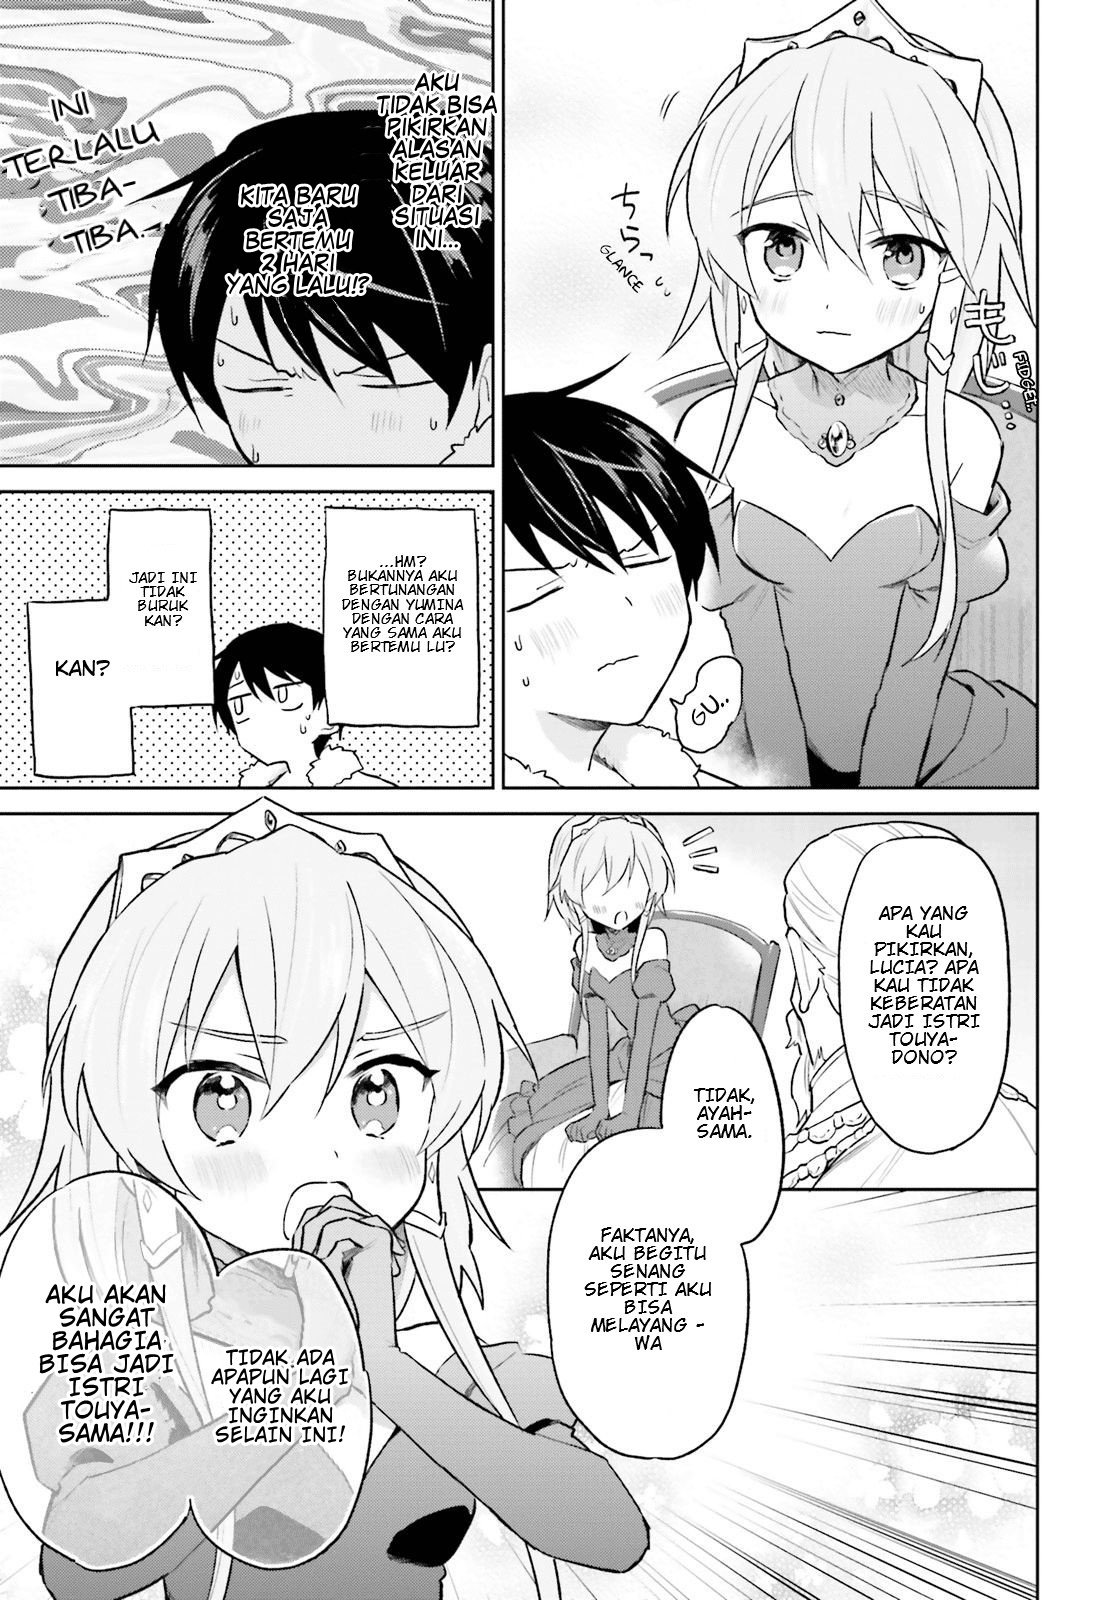 ちらっ
GLANCE
もじ...
FIDGET.
GU..
AKU
TIDAK BISA
PIKIRKAN
ALASAN
KELUAR
DARI
SITUASI
INI...
KITA BARU
SAJA
BERTEMU
2 HARI
YANG LALU!?
INI
TERLALU
TIBA-
TIBA.
...HM?
BUKANNYA AKU
BERTUNANGAN
DENGAN YUMINA
DENGAN CARA
YANG SAMA AKU
BERTEMU LU?
JADI INI
TIDAK
BURUK
KAN?
KAN?
APA YANG
KAU
PIKIRKAN,
LUCIA? APA
KAU TIDAK
KEBERATAN
JADI ISTRI
TOUYA-
DONO?
TIDAK,
AYAH-
SAMA.
FAKTANYA,
AKU BEGITU
SENANG
SEPERTI AKU
BISA
MELAYANG -
WA
TIDAK ADA
APAPUN LAGI
YANG AKU
INGINKAN
SELAIN INI!
AKU AKAN
SANGAT
BAHAGIA
BISA JADI
ISTRI
TOUYA-
SAMA!!!